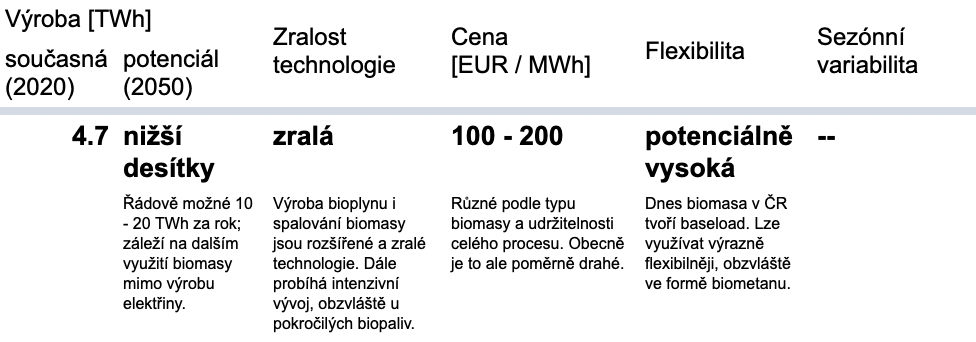 Výroba [TWh]
současná
(2020)
potenciál
(2050)
Zralost
technologie
Cena
[EUR / MWh]
Flexibilita
Sezónní
variabilita
4.7
nižší
desítky
Řádově možné 10
- 20 TWh za rok;
záleží na dalším
využití biomasy
mimo výrobu
elektřiny.
zralá
Výroba bioplynu i
spalování biomasy
jsou rozšířené a zralé
technologie. Dále
probíhá intenzivní
vývoj, obzvláště u
pokročilých biopaliv.
100 - 200
Různé podle typu
biomasy a udržitelnosti
celého procesu. Obecně
je to ale poměrně drahé.
potenciálně
vysoká
Dnes biomasa v ČR
tvoří baseload. Lze
využívat výrazně
flexibilněji, obzvláště
ve formě biometanu.
--